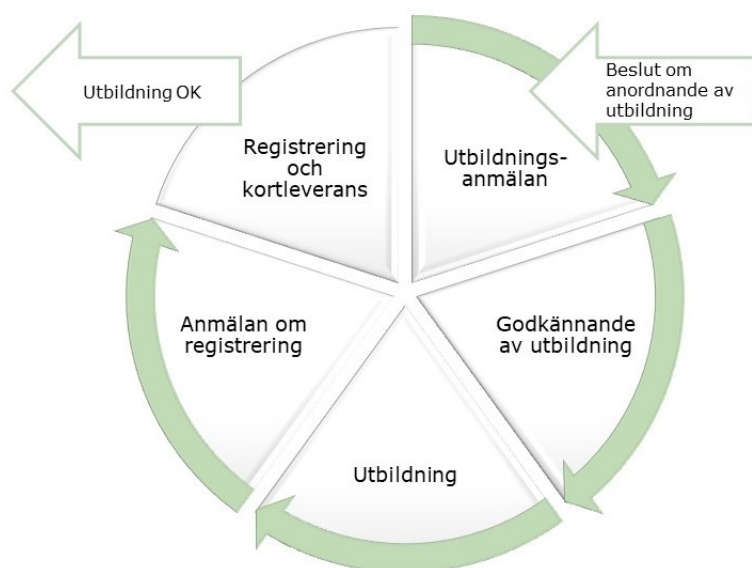 Beslut om
anordnande av
utbildning
Utbildnings-
anmälan
Godkännande
av utbildning
Utbildning
Anmälan om
registrering
Registrering
och
kortleverans
Utbildning OK